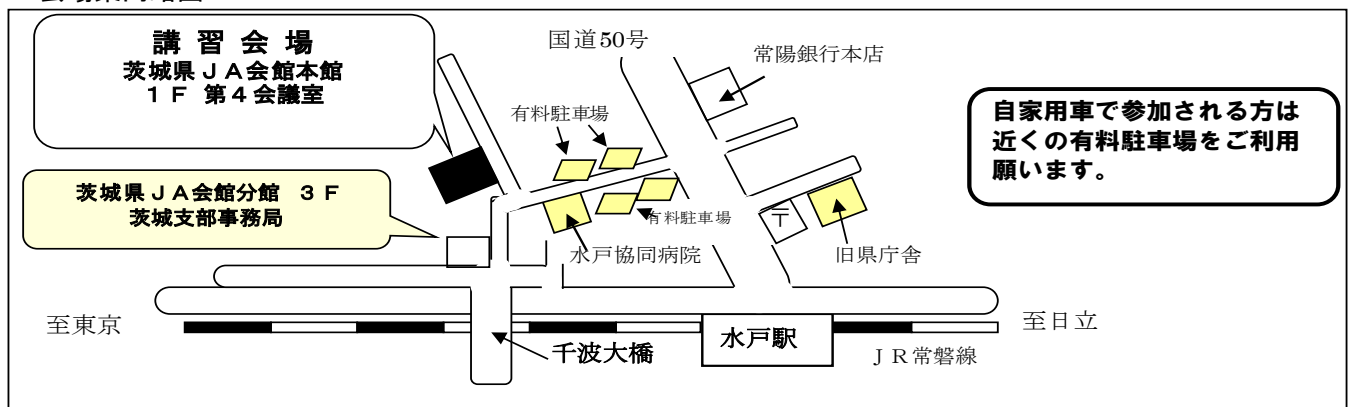 講 習 会 場
茨城県ＪＡ会館本館
１Ｆ 第４会議室
国道50号
常陽銀行本店
有料駐車場
自家用車で参加される方は
近くの有料駐車場をご利用
願います。
茨城県ＪＡ会館分館 ３Ｆ
茨城支部事務局
有料駐車場
〒
水戸協同病院
旧県庁舎
至東京
至日立
水戸駅
千波大橋
ＪＲ常磐線